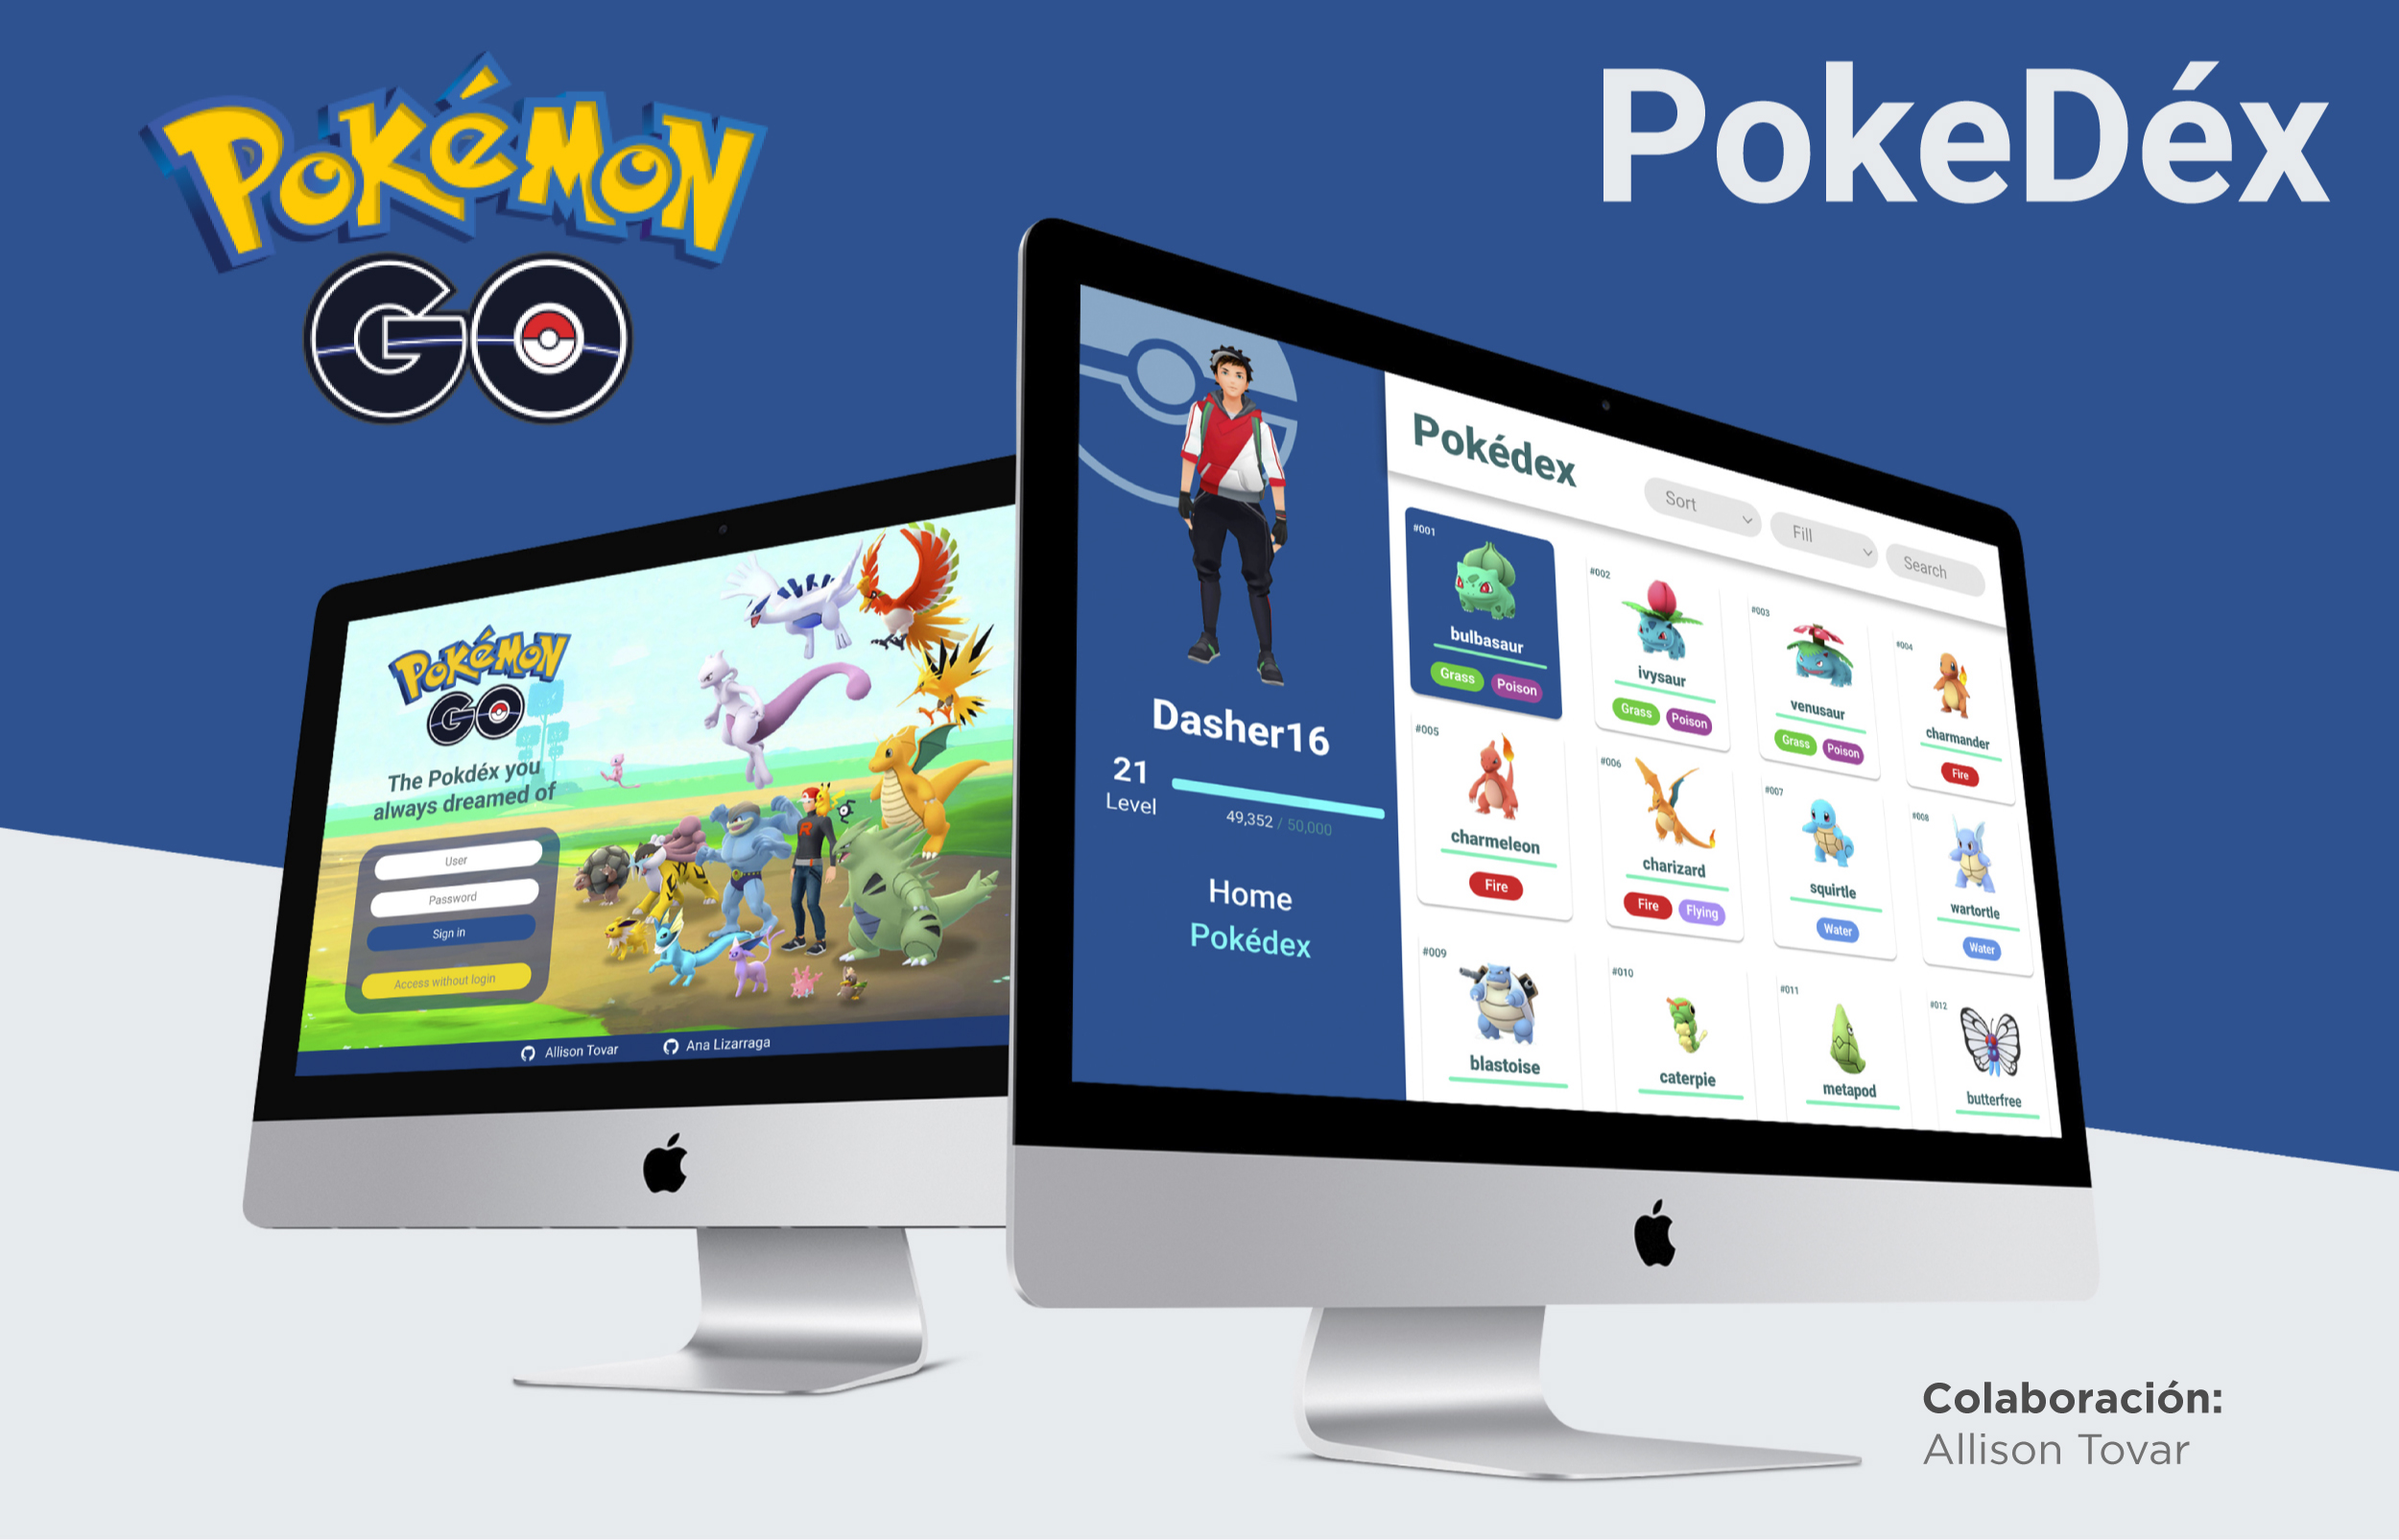 POKéMON
GO
PokeDéx
POKéMON
GO
The Pokdéx you
always dreamed of
User
Password
Sign in
Access without login
Allison Tovar
Ana Lizarraga
R
Dasher16
21
Level
49,352 / 50,000
Home
Pokédex
Pokédex
Sort
Fill
Search
#001
bulbasaur
Grass Poison
#002
ivysaur
Grass Poison
#003
venusaur
Grass Poison
#004
charmander
Fire
#005
charmeleon
Fire
#006
charizard
Fire Flying
#007
squirtle
Water
#008
wartortle
Water
#009
blastoise
#010
caterpie
#011
metapod
#012
butterfree
Colaboración:
Allison Tovar